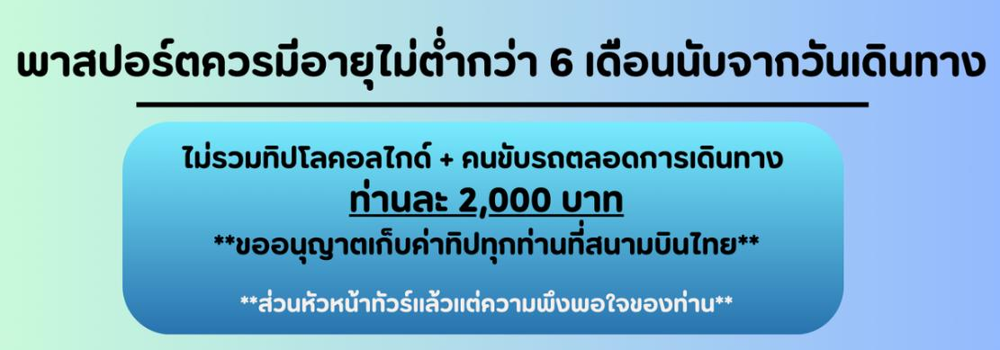 พาสปอร์ตควรมีอายุไม่ต่ำกว่า 6 เดือนนับจากวันเดินทาง
ไม่รวมทิปโลคอลไกด์ + คนขับรถตลอดการเดินทาง
ท่านละ 2,000 บาท
**ขออนุญาตเก็บค่าทิปทุกท่านที่สนามบินไทย**
**ส่วนหัวหน้าทัวร์แล้วแต่ความพึงพอใจของท่าน**